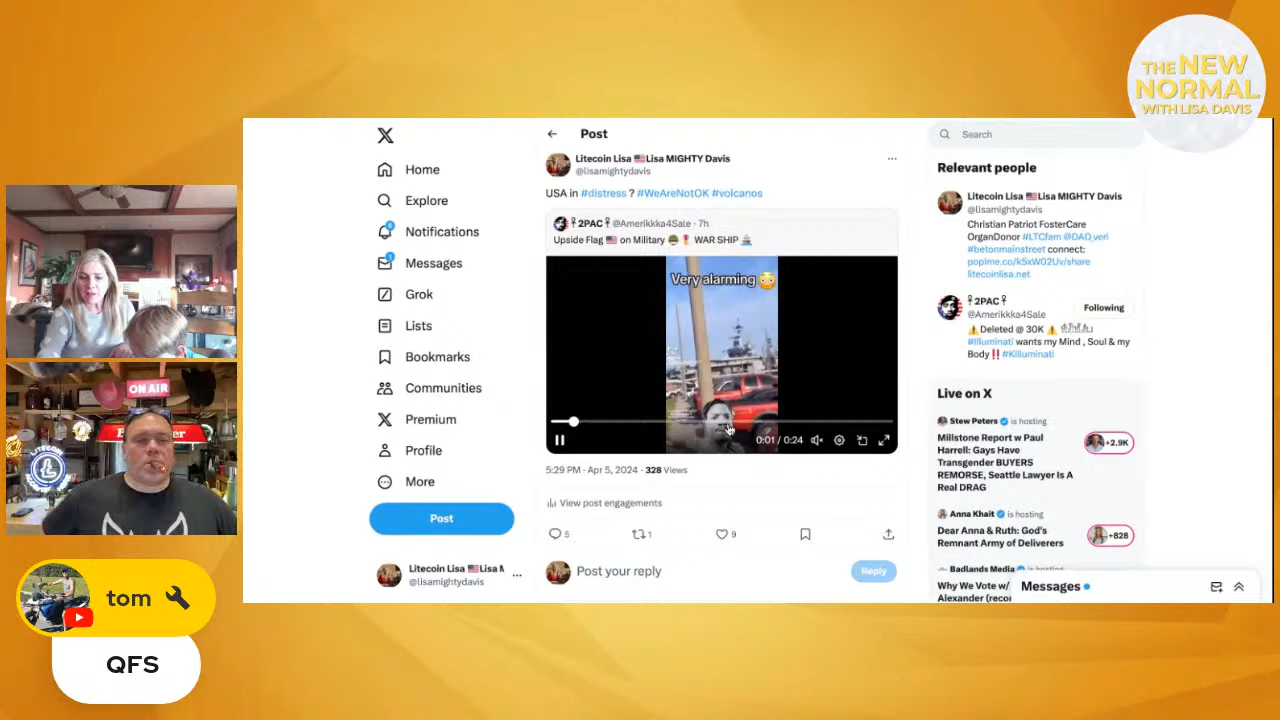 THE NEW
NORMAL
WITH LISA DAVIS
Home
Explore
Notifications
Messages
Grok
Lists
Bookmarks
Communities
Premium
Profile
More
Post
Litecoin Lisa 🇺🇸Lisa M
@lisamightydavis
Post
Litecoin Lisa 🇺🇸Lisa MIGHTY Davis
@lisamightydavis
USA in #distress ? #WeAreNotOK #volcanos
2PAC @Amerikkka4Sale · 7h
Upside Flag 🇺🇸 on Military 🪖 🎖 WAR SHIP 🚢
Very alarming 😳
0:01 / 0:24
5:29 PM · Apr 5, 2024 · 328 Views
View post engagements
5 1 9
Post your reply
Reply
Search
Relevant people
Litecoin Lisa 🇺🇸Lisa MIGHTY Davis
@lisamightydavis
Christian Patriot FosterCare
OrganDonor #LTCfam @DAO_veri
#betonmainstreet connect:
poplme.co/k5xW02Uv/share
litecoinlisa.net
2PAC
@Amerikkka4Sale
Following
⚠️Deleted @ 30K ⚠️
#Illuminati wants my Mind , Soul & my
Body ‼️ #Killuminati
Live on X
Stew Peters is hosting
Millstone Report w Paul
Harrell: Gays Have
Transgender BUYERS
REMORSE, Seattle Lawyer Is A
Real DRAG
+2.9K
Anna Khait is hosting
Dear Anna & Ruth: God's
Remnant Army of Deliverers
+828
Badlands Media is hosting
Why We Vote w/
Alexander (recor
Messages
ON AIR
LITECOIN
tom
QFS